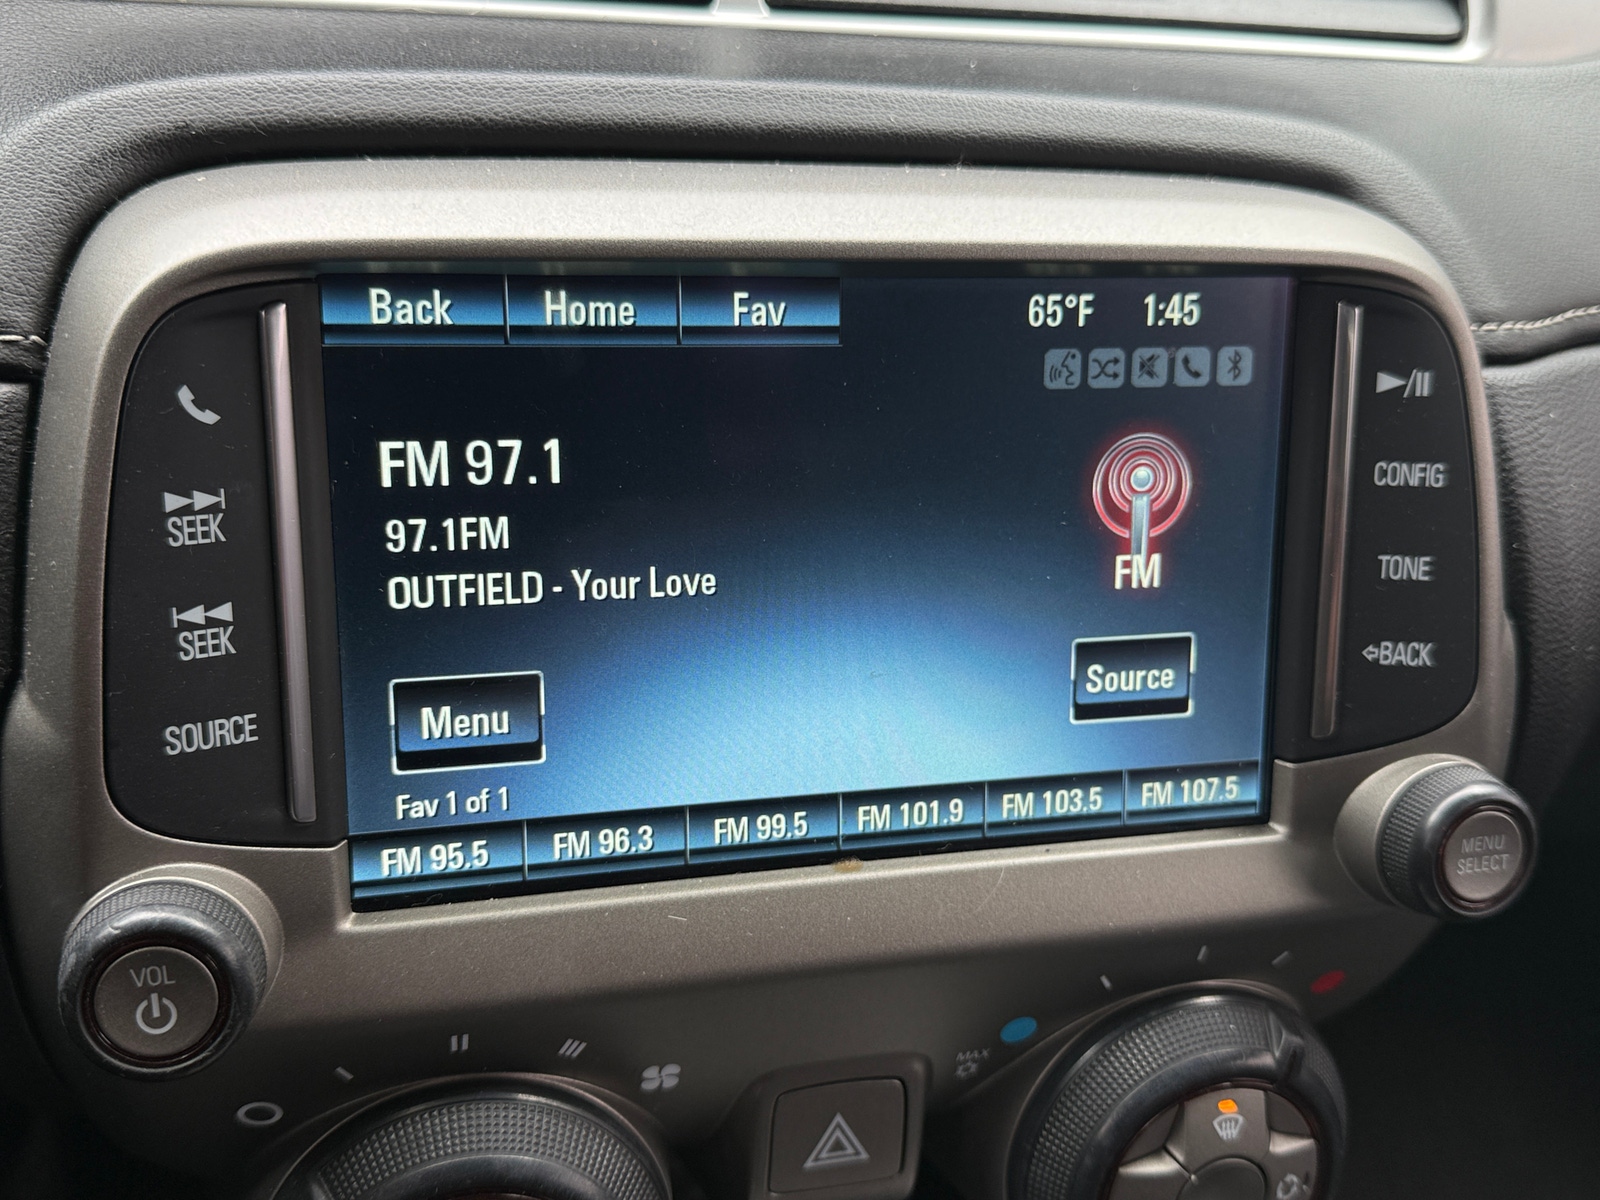 Back Home Fav 65°F 1:45
FM 97.1
97.1FM
OUTFIELD - Your Love
FM
Menu
Source
Fav 1 of 1
FM 95.5 FM 96.3 FM 99.5 FM 101.9 FM 103.5 FM 107.5
SEEK
SEEK
SOURCE
CONFIG
TONE
BACK
VOL
MENU
SELECT
MAX